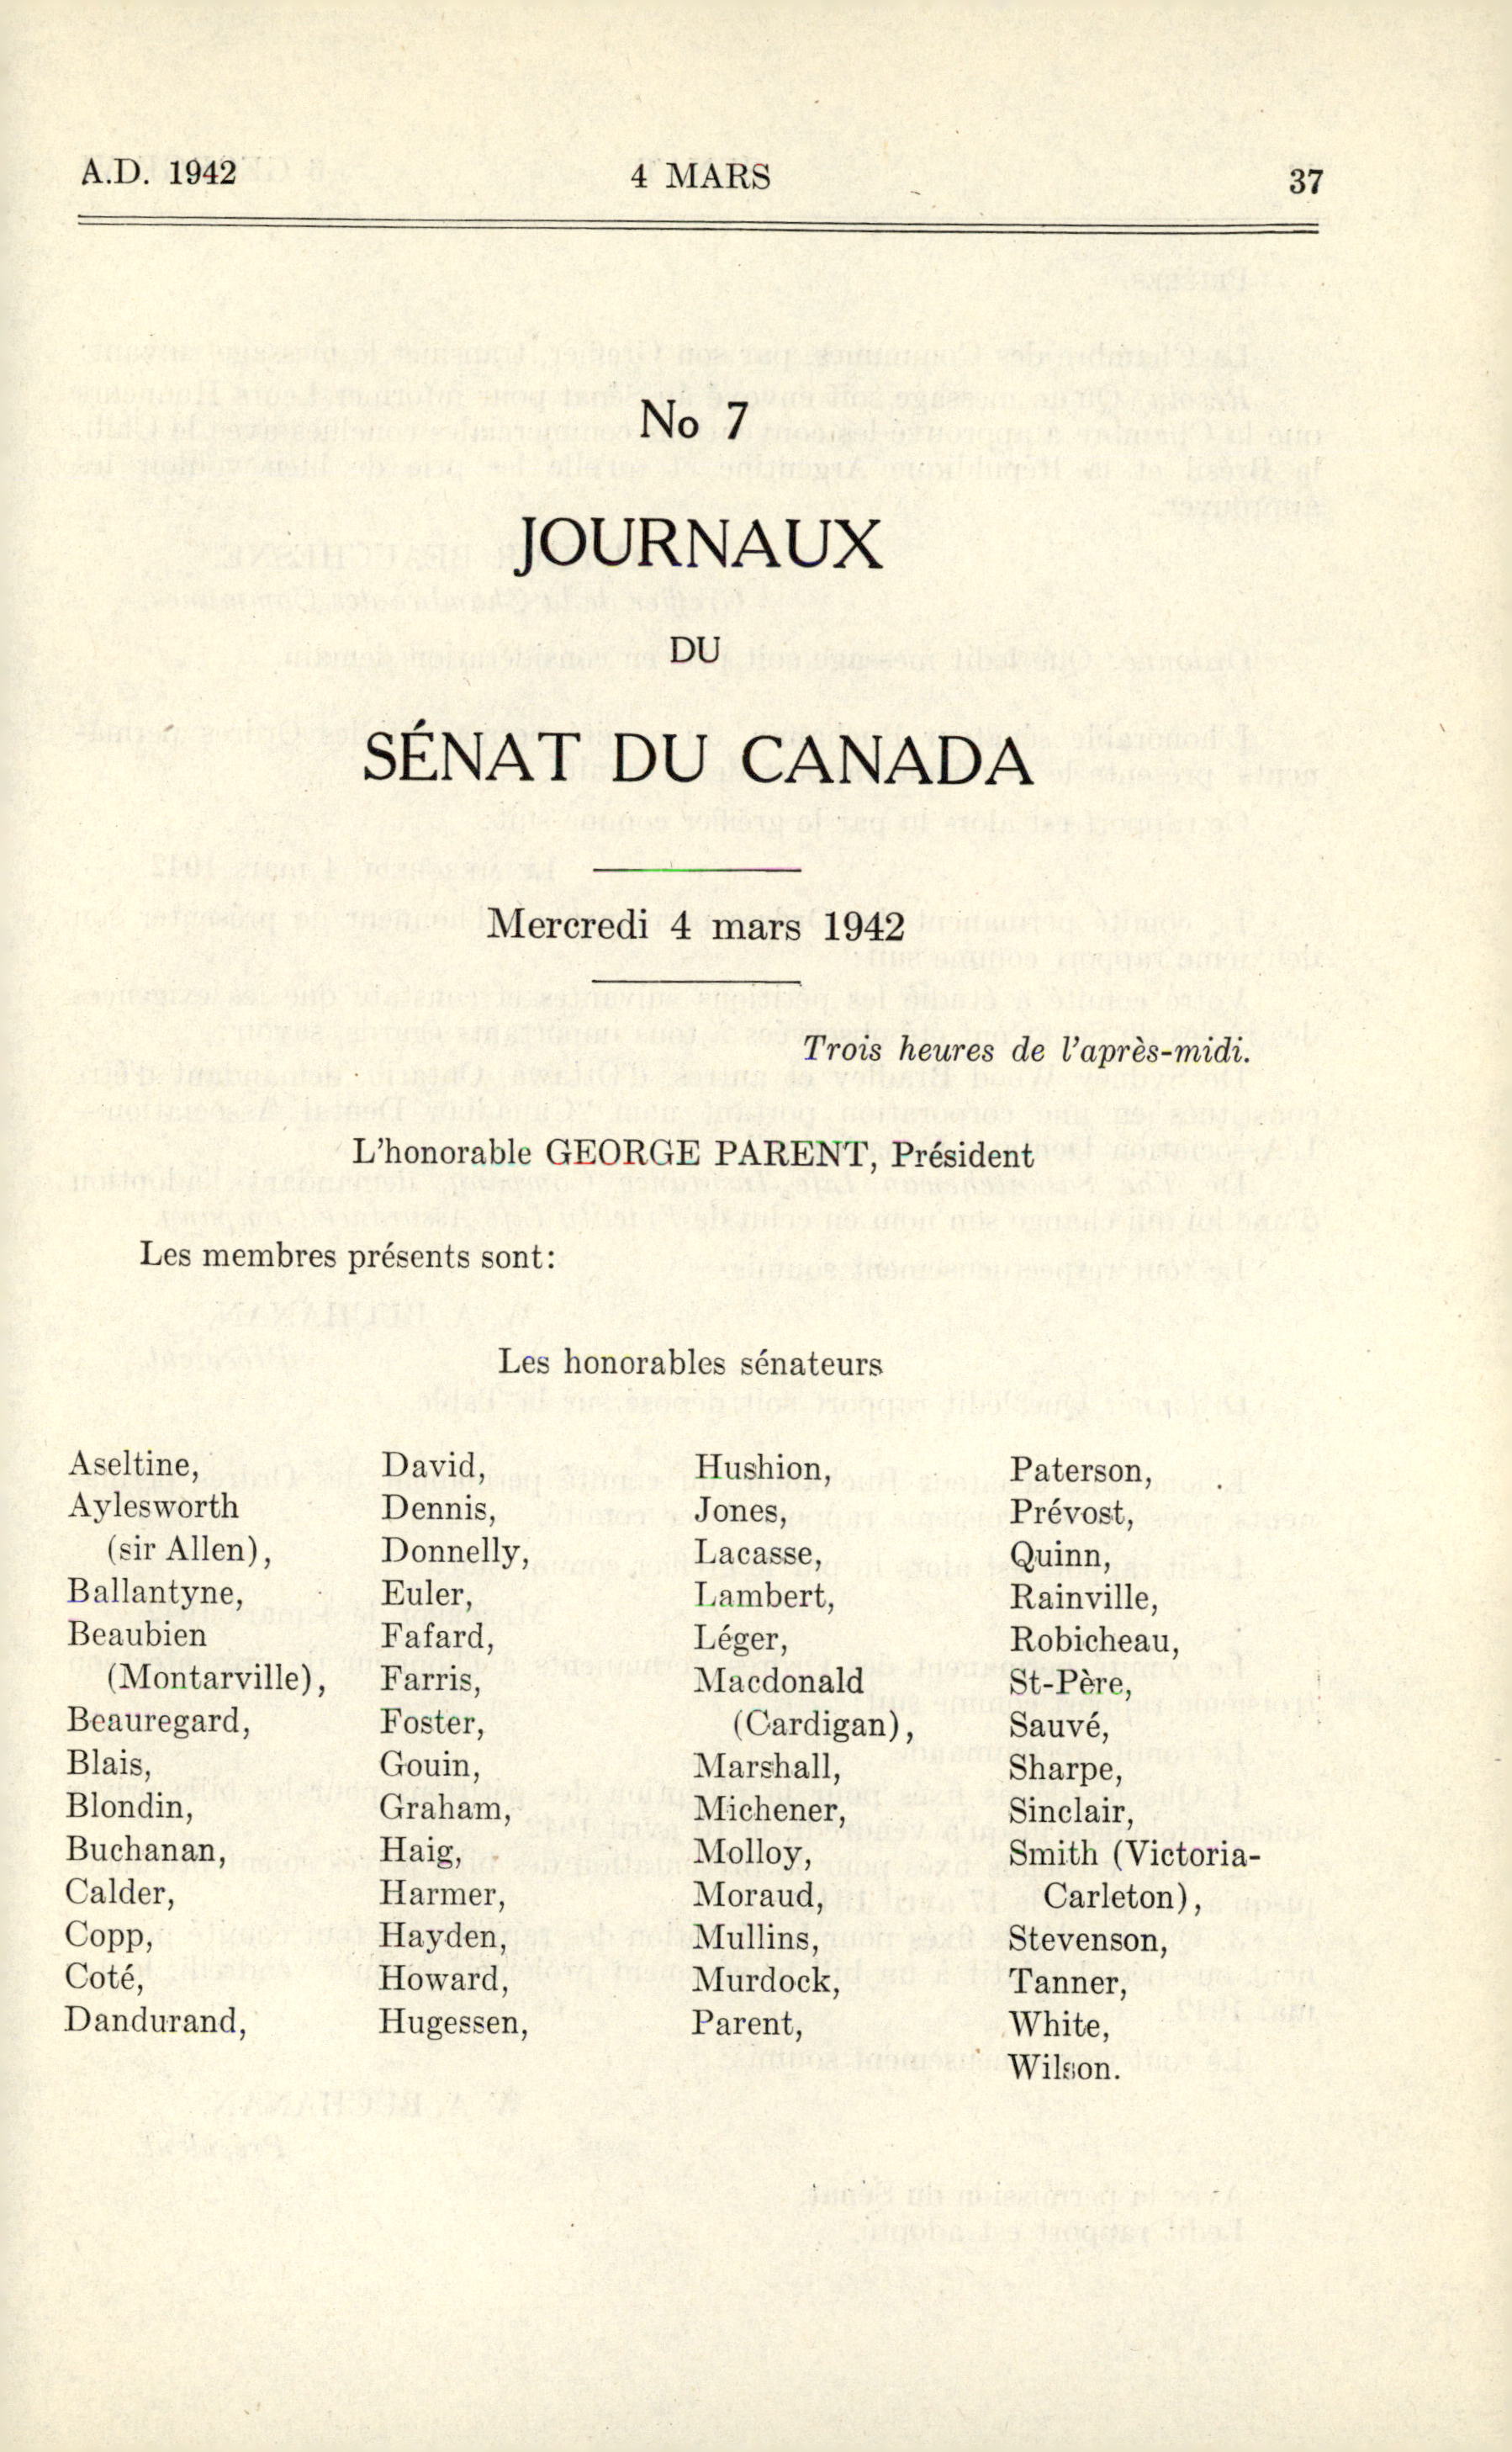 A.D. 1942 4 MARS 37
No 7
JOURNAUX
DU
SÉNAT DU CANADA
Mercredi 4 mars 1942
Trois heures de l'après-midi.
L'honorable GEORGE PARENT, Président
Les membres présents sont:
Les honorables sénateurs
Aseltine,
Aylesworth
(sir Allen),
Ballantyne,
Beaubien
(Montarville),
Beauregard,
Blais,
Blondin,
Buchanan,
Calder,
Copp,
Coté,
Dandurand,
David,
Dennis,
Donnelly,
Euler,
Fafard,
Farris,
Foster,
Gouin,
Graham,
Haig,
Harmer,
Hayden,
Howard,
Hugessen,
Hushion,
Jones,
Lacasse,
Lambert,
Léger,
Macdonald
(Cardigan),
Marshall,
Michener,
Molloy,
Moraud,
Mullins,
Murdock,
Parent,
Paterson,
Prévost,
Quinn,
Rainville,
Robicheau,
St-Père,
Sauvé,
Sharpe,
Sinclair,
Smith (Victoria-
Carleton),
Stevenson,
Tanner,
White,
Wilson.